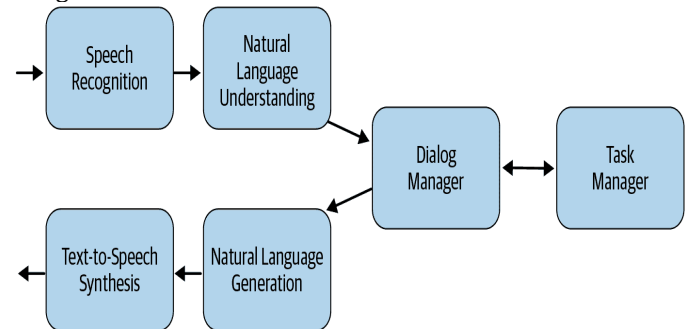 Speech
Recognition
Natural
Language
Understanding
Dialog
Manager
Task
Manager
Text-to-Speech
Synthesis
Natural Language
Generation